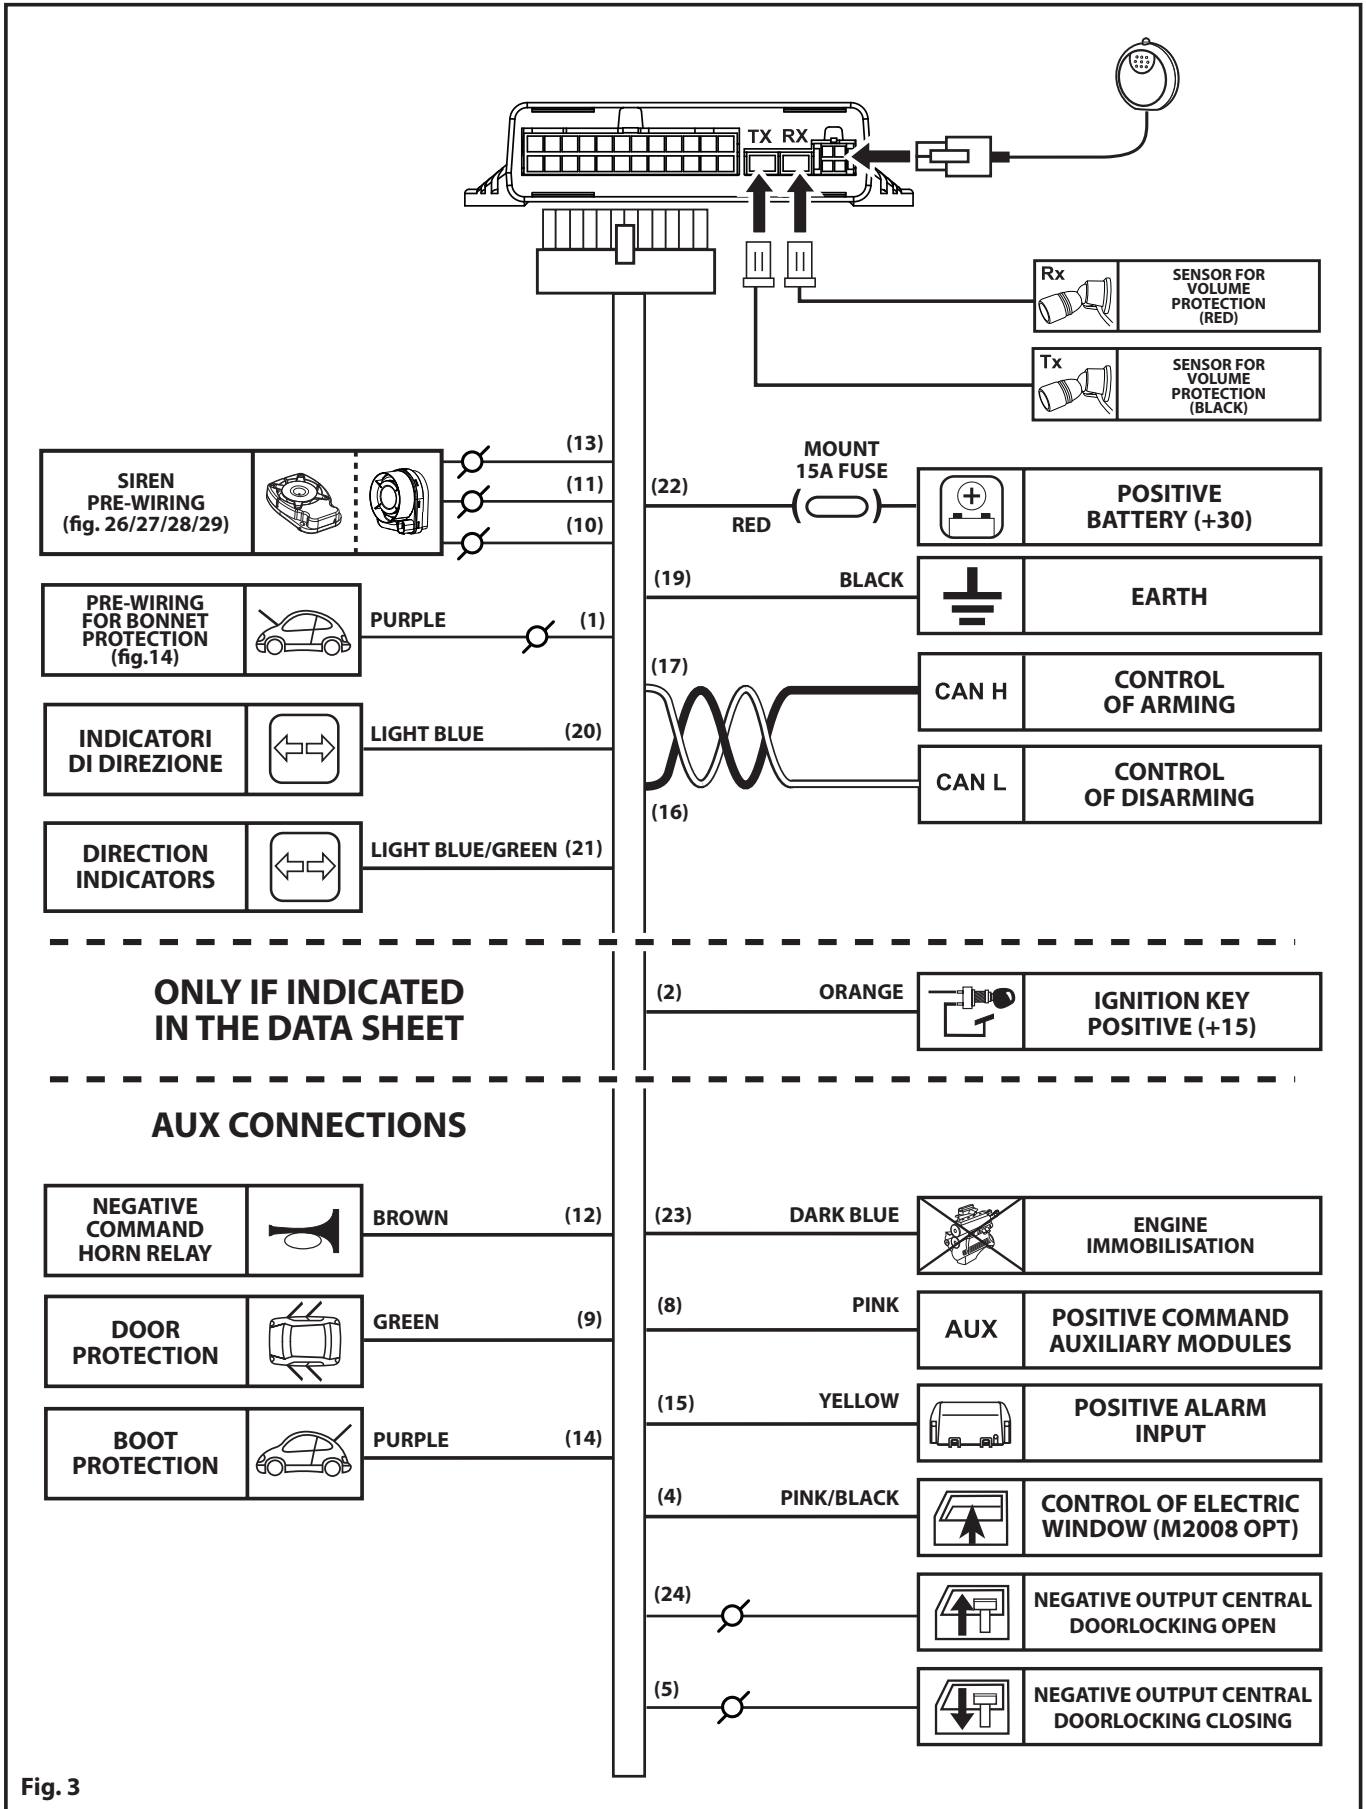 TX RX
Rx
SENSOR FOR
VOLUME
PROTECTION
(RED)
Tx
SENSOR FOR
VOLUME
PROTECTION
(BLACK)
SIREN
PRE-WIRING
(fig. 26/27/28/29)
(13)
(11)
(10)
(22)
RED
MOUNT
15A FUSE
POSITIVE
BATTERY (+30)
PRE-WIRING
FOR BONNET
PROTECTION
(fig.14)
PURPLE
(1)
(19)
BLACK
EARTH
INDICATORI
DI DIREZIONE
LIGHT BLUE
(20)
(17)
CAN H
CONTROL
OF ARMING
(16)
CAN L
CONTROL
OF DISARMING
DIRECTION
INDICATORS
LIGHT BLUE/GREEN (21)
ONLY IF INDICATED
IN THE DATA SHEET
(2)
ORANGE
IGNITION KEY
POSITIVE (+15)
AUX CONNECTIONS
NEGATIVE
COMMAND
HORN RELAY
BROWN
(12)
(23)
DARK BLUE
ENGINE
IMMOBILISATION
DOOR
PROTECTION
GREEN
(9)
(8)
PINK
AUX
POSITIVE COMMAND
AUXILIARY MODULES
BOOT
PROTECTION
PURPLE
(14)
(15)
YELLOW
POSITIVE ALARM
INPUT
(4)
PINK/BLACK
CONTROL OF ELECTRIC
WINDOW (M2008 OPT)
(24)
NEGATIVE OUTPUT CENTRAL
DOORLOCKING OPEN
(5)
NEGATIVE OUTPUT CENTRAL
DOORLOCKING CLOSING
Fig. 3